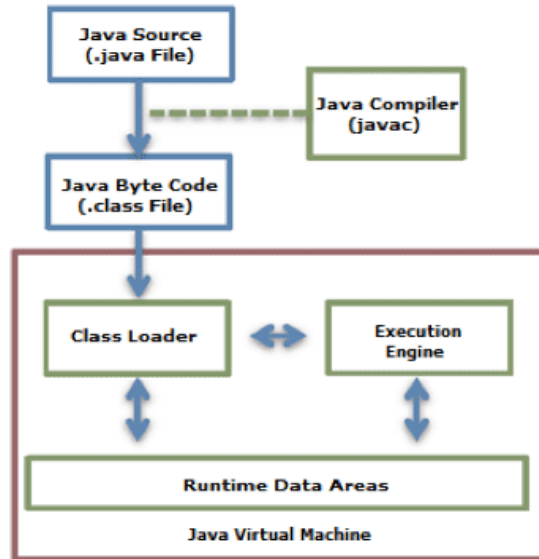 Java Source
(.java File)
Java Compiler
(javac)
Java Byte Code
(.class File)
Class Loader
Execution
Engine
Runtime Data Areas
Java Virtual Machine